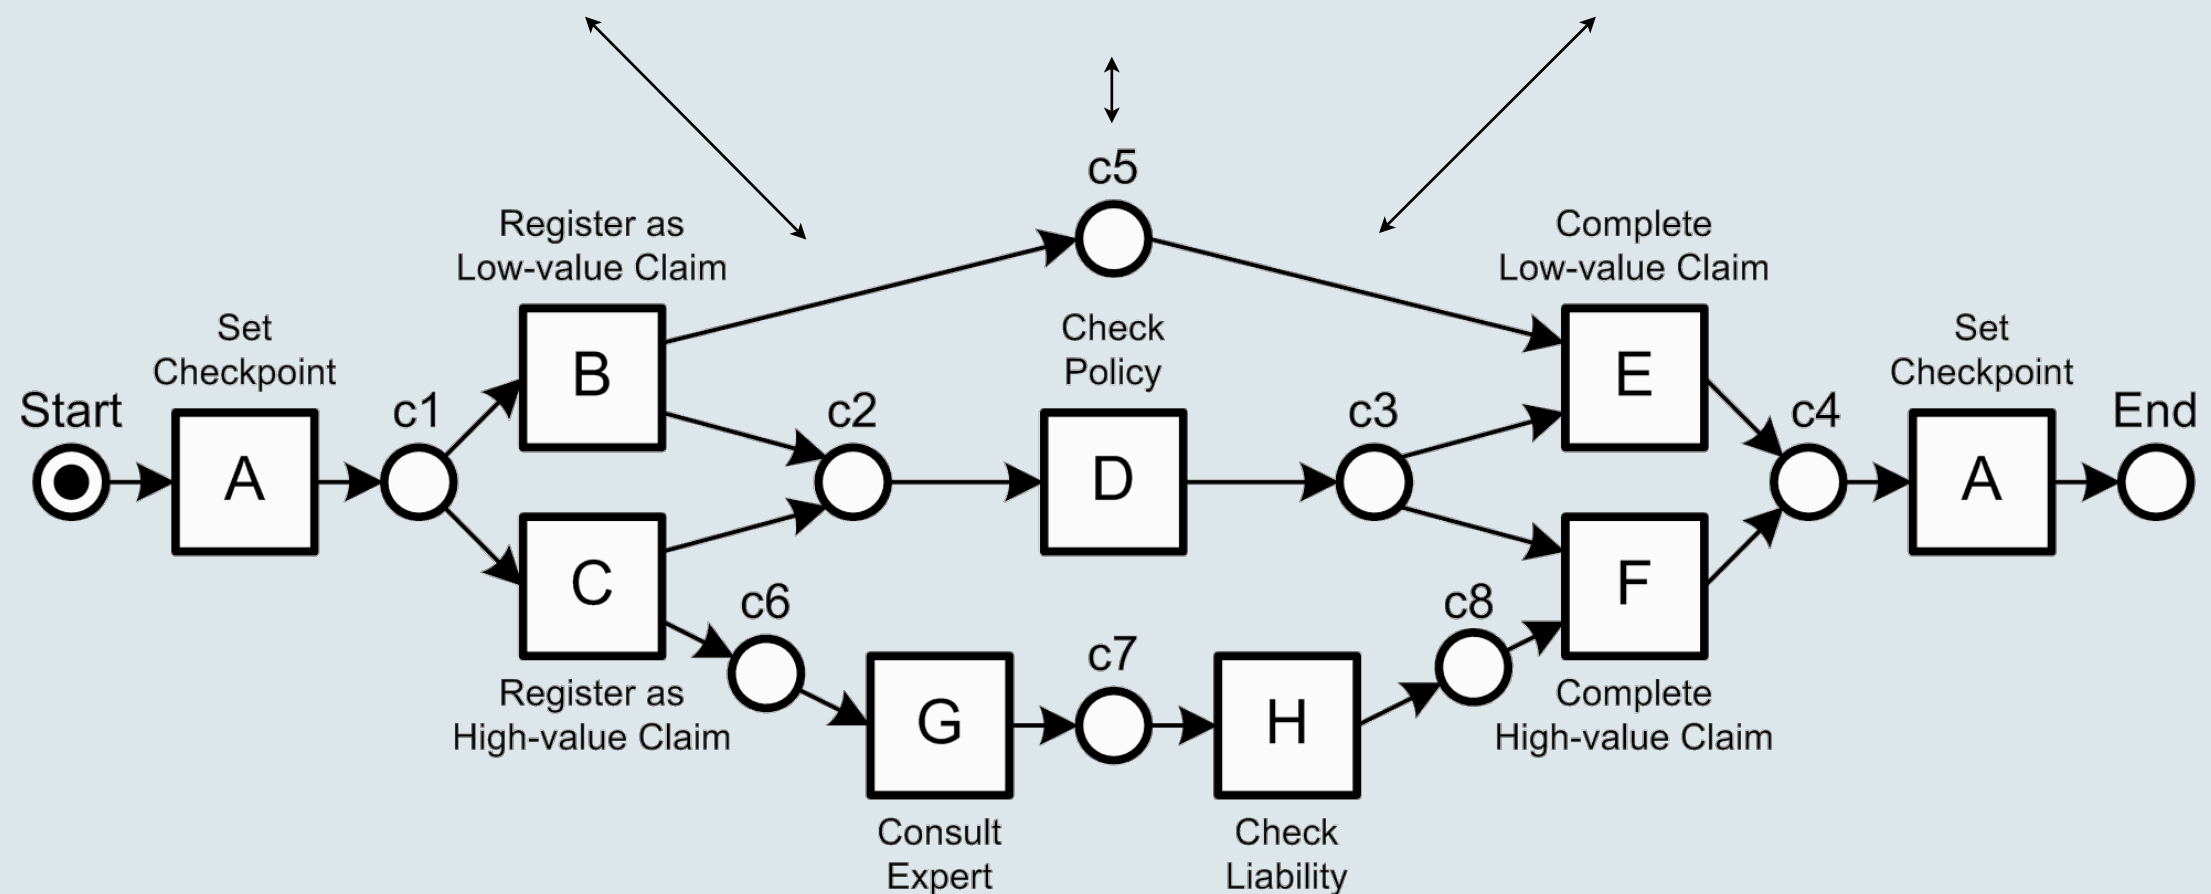 c5
Register as
Low-value Claim
Complete
Low-value Claim
Set
Checkpoint
Check
Policy
Set
Checkpoint
Start
c1
B
c2
c3
E
c4
End
A
D
A
C
c6
c8
F
c7
Register as
High-value Claim
G
H
Complete
High-value Claim
Consult
Expert
Check
Liability